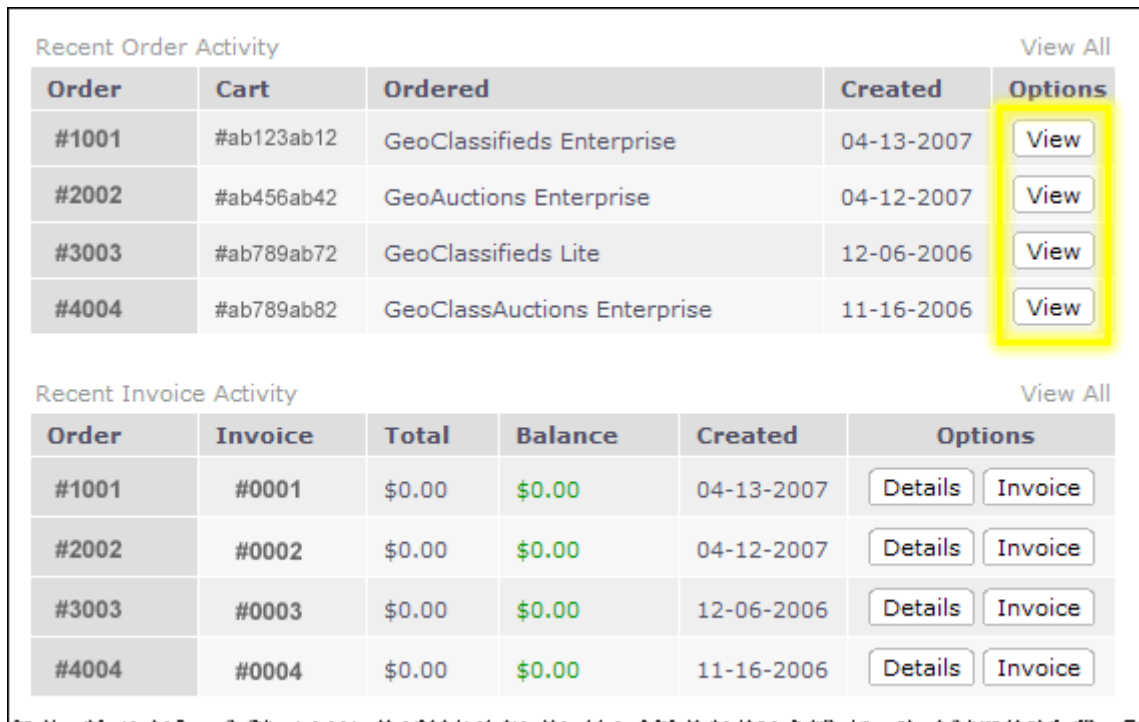 Recent Order Activity View All
Order Cart Ordered Created Options
#1001 #ab123ab12 GeoClassifieds Enterprise 04-13-2007 View
#2002 #ab456ab42 GeoAuctions Enterprise 04-12-2007 View
#3003 #ab789ab72 GeoClassifieds Lite 12-06-2006 View
#4004 #ab789ab82 GeoClassAuctions Enterprise 11-16-2006 View
Recent Invoice Activity View All
Order Invoice Total Balance Created Options
#1001 #0001 $0.00 $0.00 04-13-2007 Details Invoice
#2002 #0002 $0.00 $0.00 04-12-2007 Details Invoice
#3003 #0003 $0.00 $0.00 12-06-2006 Details Invoice
#4004 #0004 $0.00 $0.00 11-16-2006 Details Invoice